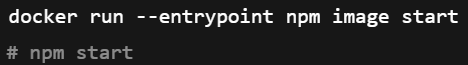 docker run --entrypoint npm image start
# npm start